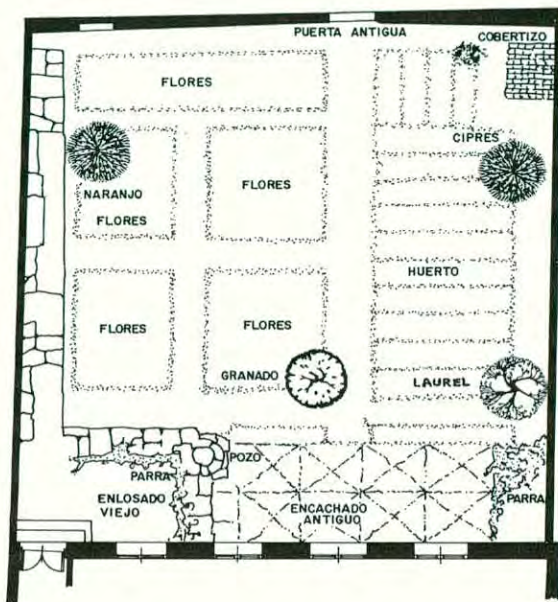 PUERTA ANTIGUA
COBERTIZO
FLORES
CIPRES
FLORES
NARANJO
FLORES
HUERTO
FLORES
FLORES
GRANADO
LAUREL
POZO
PARRA
ENLOSADO
VIEJO
ENCACHADO
ANTIGUO
PARRA